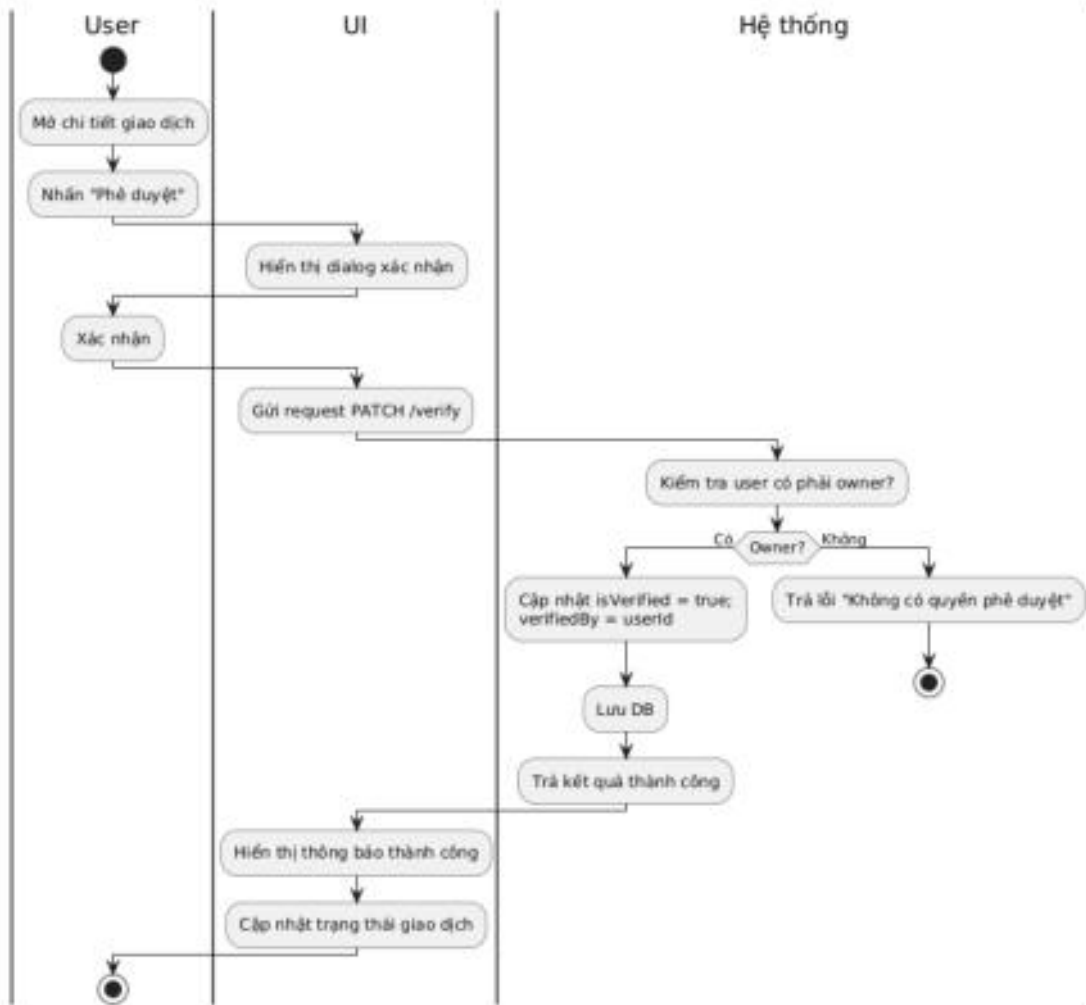 User
UI
Hệ thống
Mở chi tiết giao dịch
Nhấn "Phê duyệt"
Hiển thị dialog xác nhận
Xác nhận
Gửi request PATCH /verify
Kiểm tra user có phải owner?
Có
Owner?
Không
Cập nhật isVerified = true;
verifiedBy = userId
Trả lỗi "Không có quyền phê duyệt"
Lưu DB
Trả kết quả thành công
Hiển thị thông báo thành công
Cập nhật trạng thái giao dịch